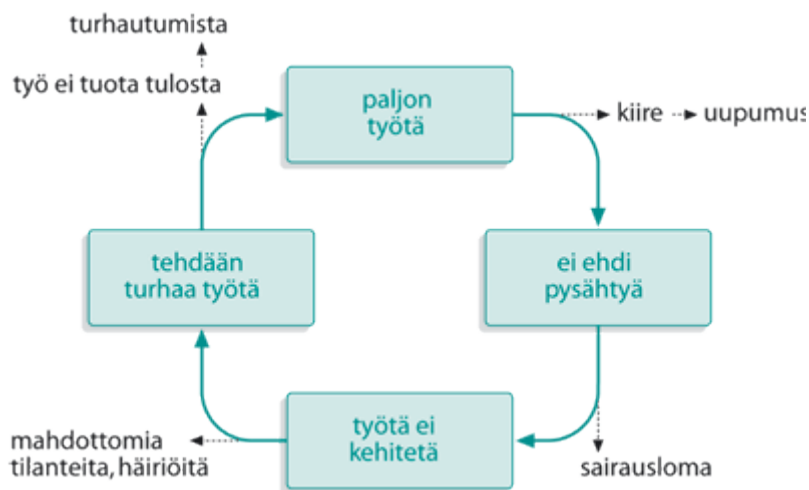 turhautumista
työ ei tuota tulosta
paljon
työtä
kiire
uupumus
tehdään
turhaa työtä
ei ehdi
pysähtyä
työtä ei
kehitetä
mahdottomia
tilanteita, häiriöitä
sairausloma